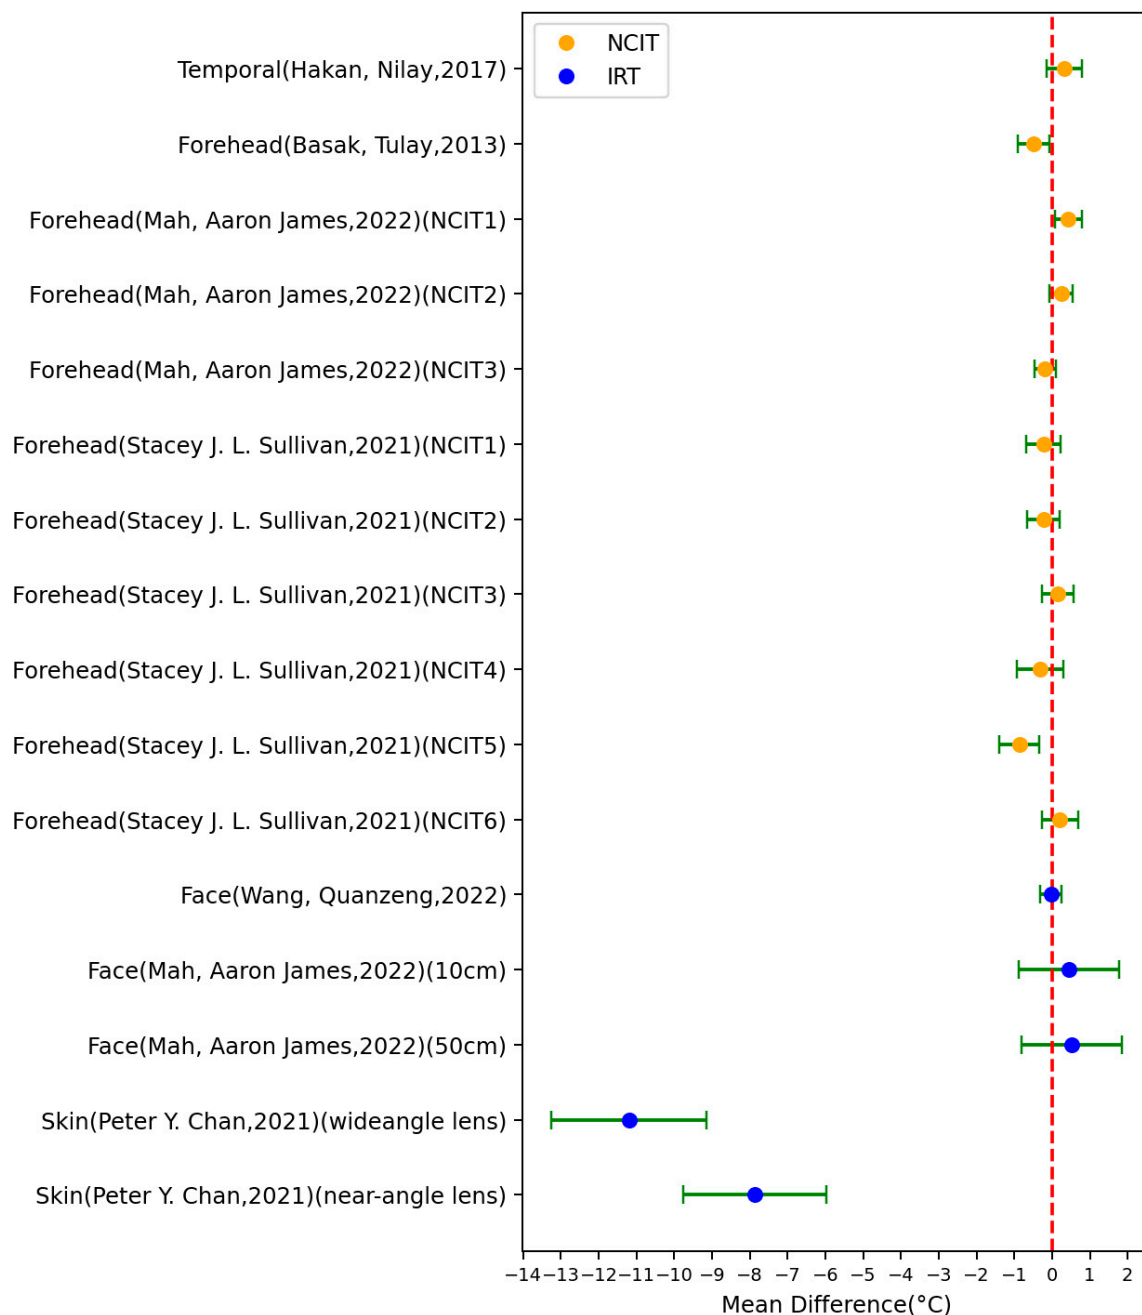 NCIT
IRT
Temporal(Hakan, Nilay,2017)
Forehead(Basak, Tulay,2013)
Forehead(Mah, Aaron James,2022)(NCIT1)
Forehead(Mah, Aaron James,2022)(NCIT2)
Forehead(Mah, Aaron James,2022)(NCIT3)
Forehead(Stacey J. L. Sullivan,2021)(NCIT1)
Forehead(Stacey J. L. Sullivan,2021)(NCIT2)
Forehead(Stacey J. L. Sullivan,2021)(NCIT3)
Forehead(Stacey J. L. Sullivan,2021)(NCIT4)
Forehead(Stacey J. L. Sullivan,2021)(NCIT5)
Forehead(Stacey J. L. Sullivan,2021)(NCIT6)
Face(Wang, Quanzeng,2022)
Face(Mah, Aaron James,2022)(10cm)
Face(Mah, Aaron James,2022)(50cm)
Skin(Peter Y. Chan,2021)(wideangle lens)
Skin(Peter Y. Chan,2021)(near-angle lens)
−14 −13 −12 −11 −10 −9 −8 −7 −6 −5 −4 −3 −2 −1 0 1 2
Mean Difference(°C)